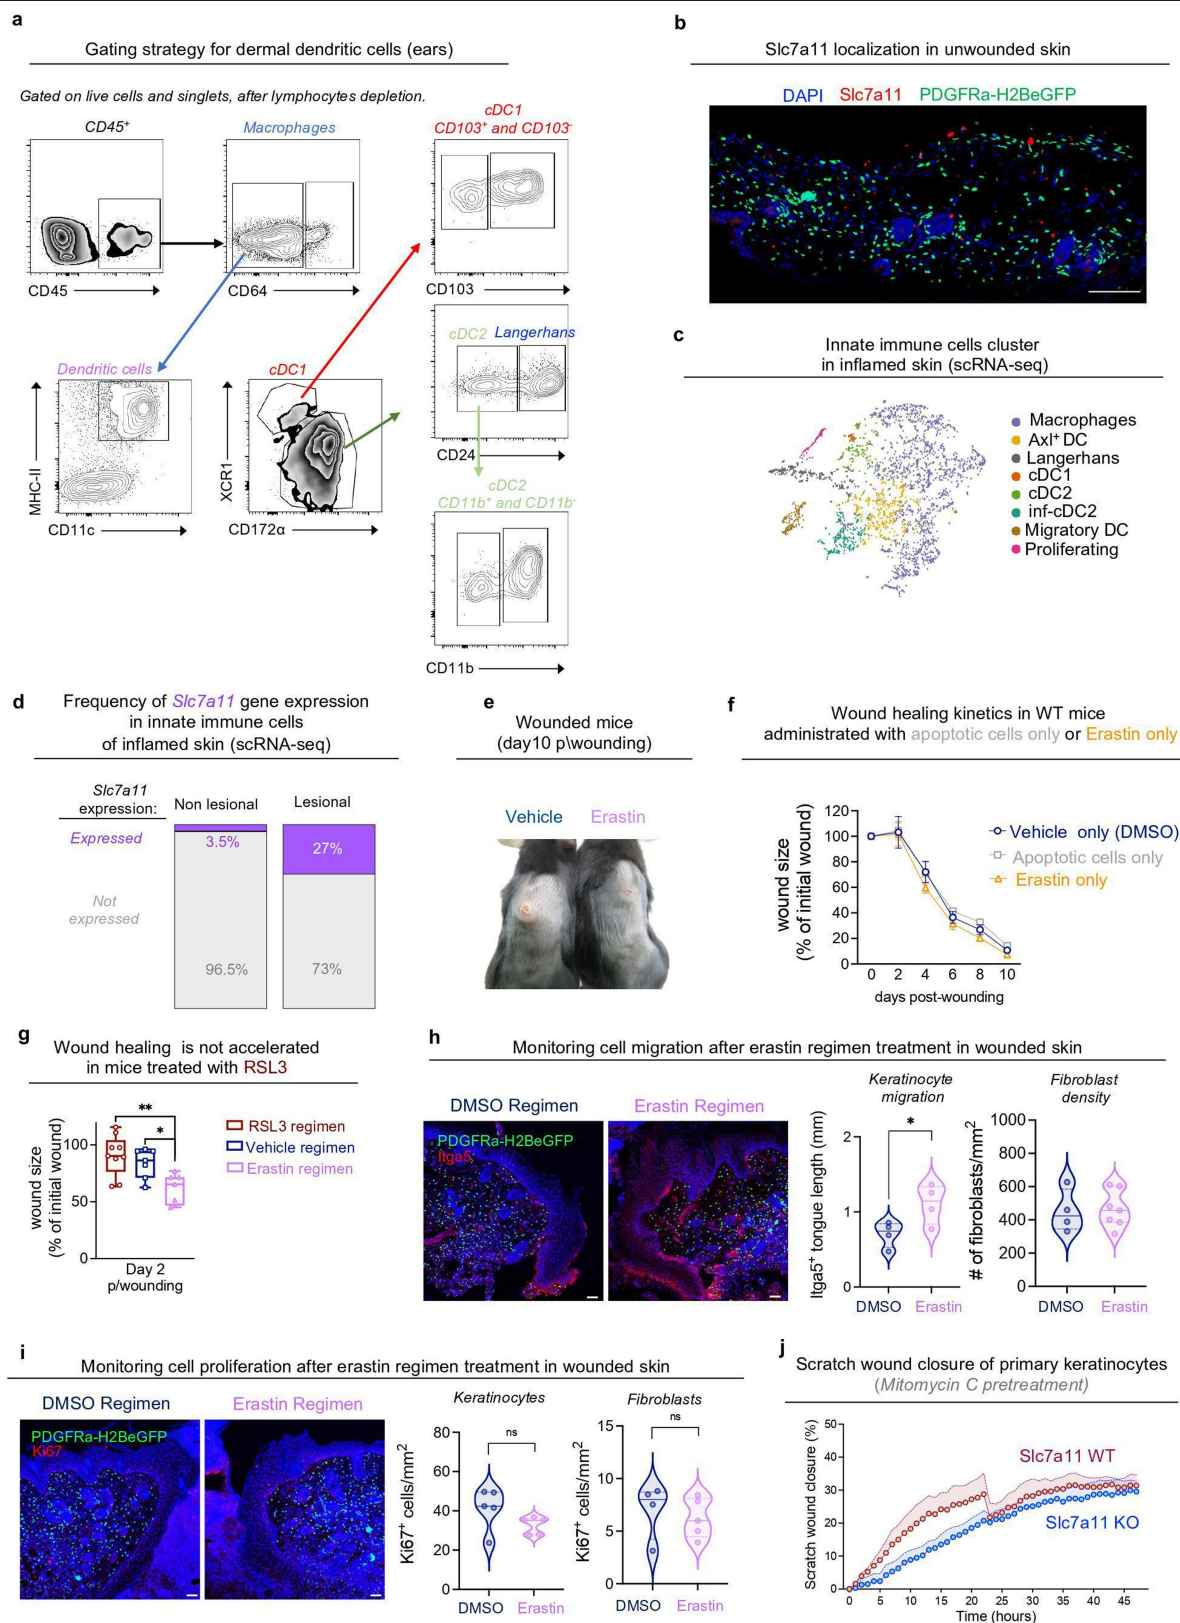 a
Gating strategy for dermal dendritic cells (ears)
Gated on live cells and singlets, after lymphocytes depletion.
CD45+
Macrophages
cDC1
CD103+ and CD103-
CD45
CD64
CD103
Dendritic cells
cDC1
cDC2 Langerhans
MHC-II
XCR1
CD24
CD11c
CD172α
cDC2
CD11b+ and CD11b-
CD11b
b
Slc7a11 localization in unwounded skin
DAPI Slc7a11 PDGFRa-H2BeGFP
c
Innate immune cells cluster
in inflamed skin (scRNA-seq)
Macrophages
Axl+ DC
Langerhans
cDC1
cDC2
inf-cDC2
Migratory DC
Proliferating
d
Frequency of Slc7a11 gene expression
in innate immune cells
of inflamed skin (scRNA-seq)
Slc7a11
expression:
Non lesional
Lesional
Expressed
3.5%
27%
Not
expressed
96.5%
73%
e
Wounded mice
(day10 p\wounding)
Vehicle Erastin
f
Wound healing kinetics in WT mice
administrated with apoptotic cells only or Erastin only
wound size
(% of initial wound)
120
100
80
60
40
20
0
0 2 4 6 8 10
days post-wounding
Vehicle only (DMSO)
Apoptotic cells only
Erastin only
g
Wound healing is not accelerated
in mice treated with RSL3
**
*
wound size
(% of initial wound)
100
50
0
Day 2
p/wounding
RSL3 regimen
Vehicle regimen
Erastin regimen
h
Monitoring cell migration after erastin regimen treatment in wounded skin
DMSO Regimen
Erastin Regimen
PDGFRa-H2BeGFP
Itga5
Keratinocyte
migration
*
Itga5+ tongue length (mm)
2
1
0
DMSO Erastin
Fibroblast
density
# of fibroblasts/mm2
1000
800
600
400
200
0
DMSO Erastin
i
Monitoring cell proliferation after erastin regimen treatment in wounded skin
DMSO Regimen
Erastin Regimen
PDGFRa-H2BeGFP
Ki67
Keratinocytes
ns
Ki67+ cells/mm2
80
60
40
20
0
DMSO Erastin
Fibroblasts
ns
Ki67+ cells/mm2
15
10
5
0
DMSO Erastin
j
Scratch wound closure of primary keratinocytes
(Mitomycin C pretreatment)
Scratch wound closure (%)
50
40
30
20
10
0
Slc7a11 WT
Slc7a11 KO
0 5 10 15 20 25 30 35 40 45
Time (hours)